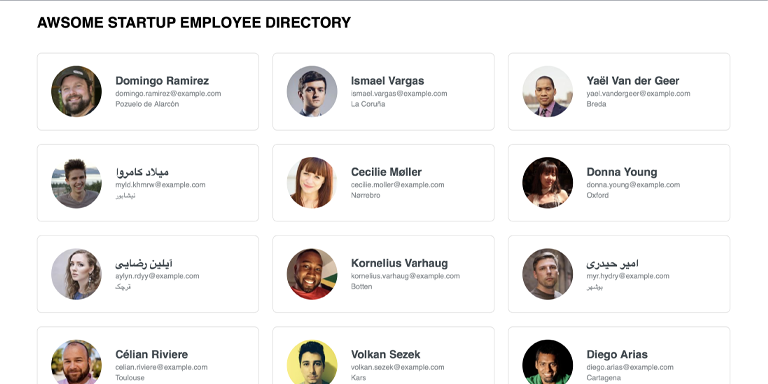 AWSOME STARTUP EMPLOYEE DIRECTORY
Domingo Ramirez
domingo.ramirez@example.com
Pozuelo de Alarcón
Ismael Vargas
ismael.vargas@example.com
La Coruña
Yaël Van der Geer
yael.vandergeer@example.com
Breda
میلاد کامروا
myld.khmrw@example.com
نیشابور
Cecilie Møller
cecilie.moller@example.com
Nørrebro
Donna Young
donna.young@example.com
Oxford
آیلین رضایی
aylyn.rdyy@example.com
قرچک
Kornelius Varhaug
kornelius.varhaug@example.com
Botten
امیر حیدری
myr.hydry@example.com
بوشهر
Célian Riviere
celian.riviere@example.com
Toulouse
Volkan Sezek
volkan.sezek@example.com
Kars
Diego Arias
diego.arias@example.com
Cartagena